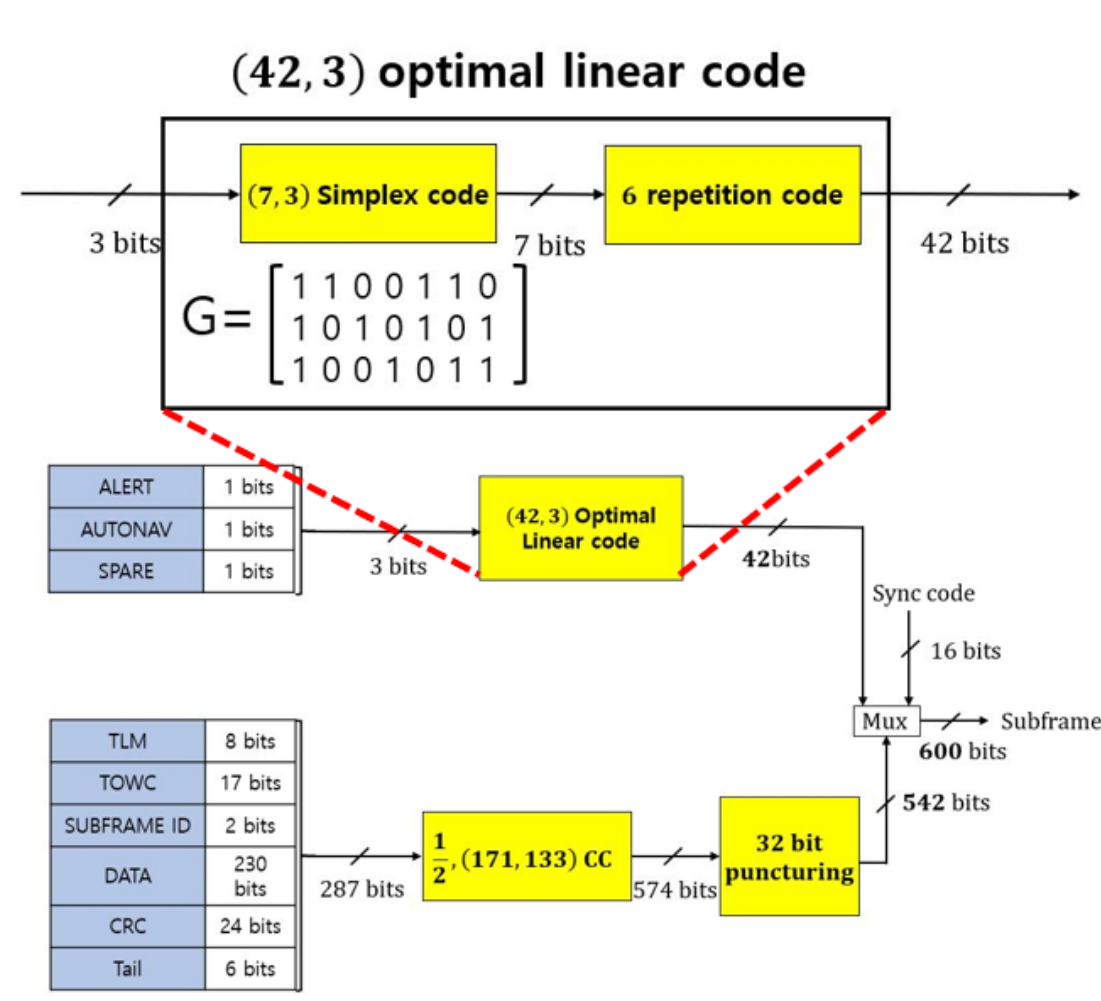 (42, 3) optimal linear code
(7, 3) Simplex code
6 repetition code
3 bits
7 bits
42 bits
G=
1 1 0 0 1 1 0
1 0 1 0 1 0 1
1 0 0 1 0 1 1
ALERT 1 bits
AUTONAV 1 bits
SPARE 1 bits
3 bits
(42, 3) Optimal
Linear code
42bits
Sync code
16 bits
Mux
Subframe
600 bits
TLM 8 bits
TOWC 17 bits
SUBFRAME ID 2 bits
DATA 230
bits
CRC 24 bits
Tail 6 bits
287 bits
1/2, (171, 133) CC
574 bits
32 bit
puncturing
542 bits